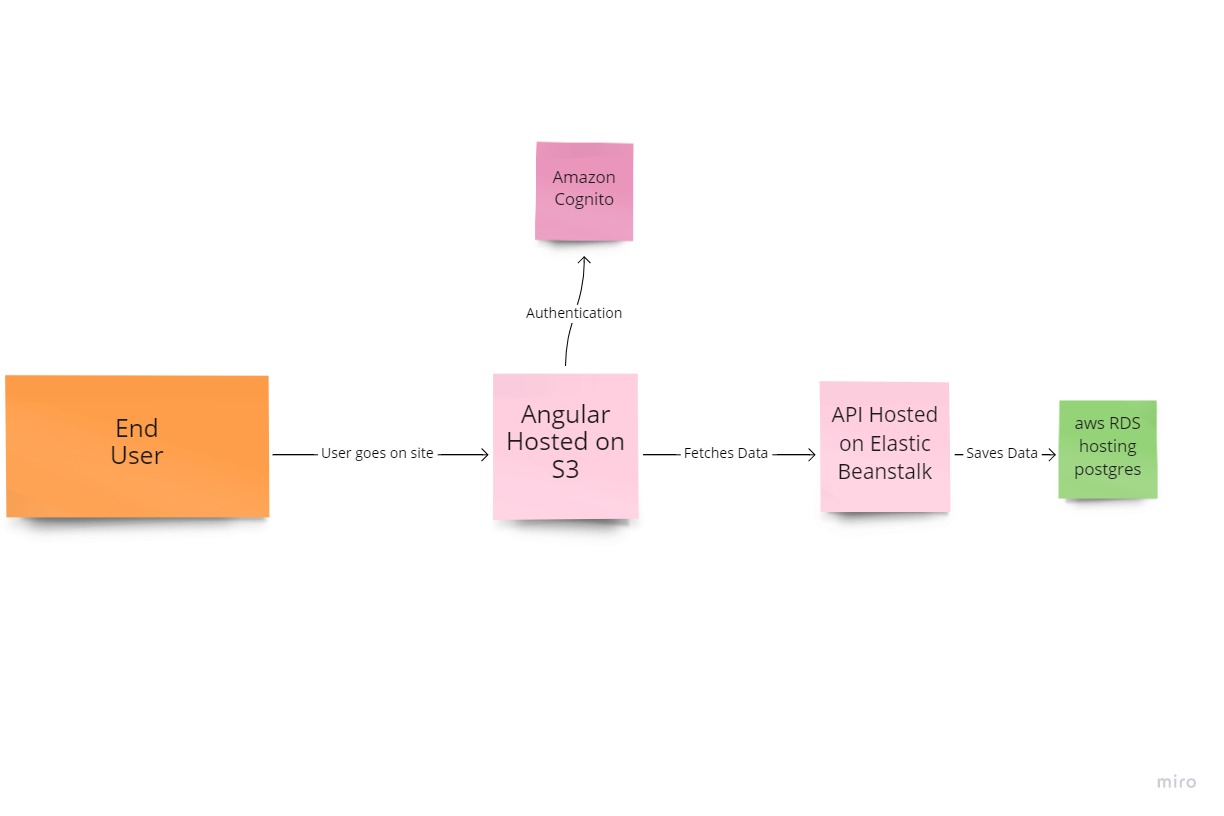 Amazon
Cognito
Authentication
End
User
User goes on site
Angular
Hosted on
S3
Fetches Data
API Hosted
on Elastic
Beanstalk
Saves Data
aws RDS
hosting
postgres
miro